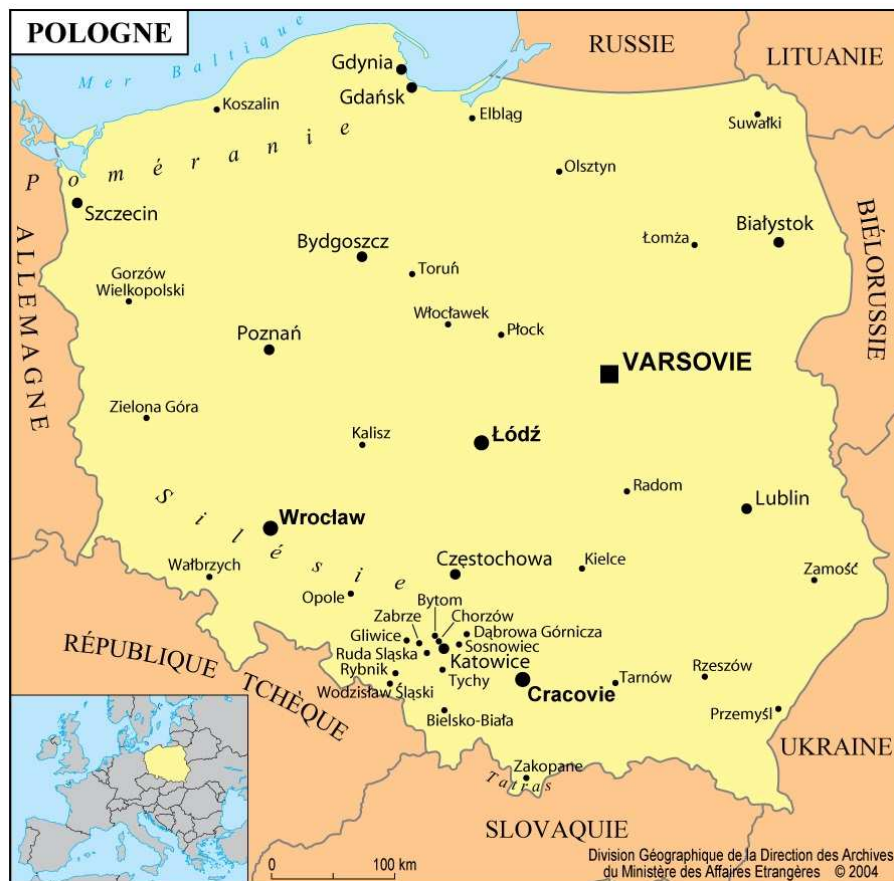 POLOGNE
Mer Baltique
RUSSIE
LITUANIE
Gdynia
Gdańsk
Koszalin
Elbląg
Suwałki
Poméranie
Olsztyn
Szczecin
ALLEMAGNE
Bydgoszcz
Łomża
Białystok
BIÉLORUSSIE
Toruń
Gorzów
Wielkopolski
Włocławek
Płock
Poznań
VARSOVIE
Zielona Góra
Kalisz
Łódź
Radom
Lublin
Silésie
Wrocław
Wałbrzych
Częstochowa
Kielce
Zamość
Opole
Bytom
Zabrze
Chorzów
Gliwice
Dąbrowa Górnicza
Ruda Sląska
Sosnowiec
Katowice
Rybnik
Tychy
Wodzisław Śląski
Cracovie
Tarnów
Rzeszów
Bielsko-Biała
Przemyśl
RÉPUBLIQUE
TCHÈQUE
UKRAINE
Zakopane
Tatras
SLOVAQUIE
0 100 km
Division Géographique de la Direction des Archives
du Ministère des Affaires Etrangères © 2004